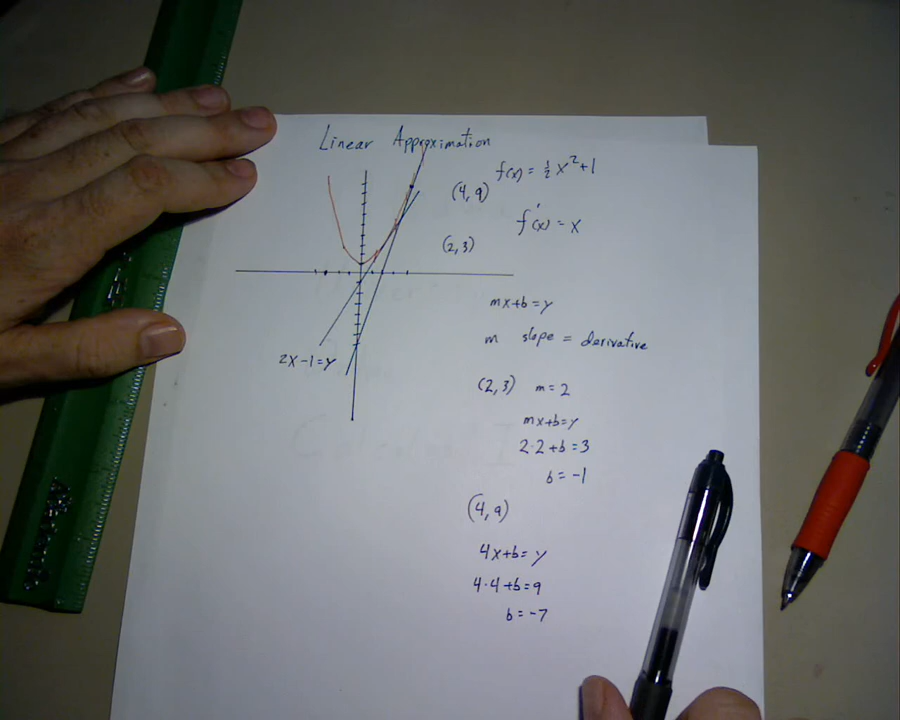 Linear Approximation
f(x) = ½x²+1
(4, 9)
f'(x) = x
(2, 3)
mx+b=y
m slope = derivative
2x-1=y
(2, 3) m=2
mx+b=y
2·2+b=3
b=-1
(4, 9)
4x+b=y
4·4+b=9
b=-7